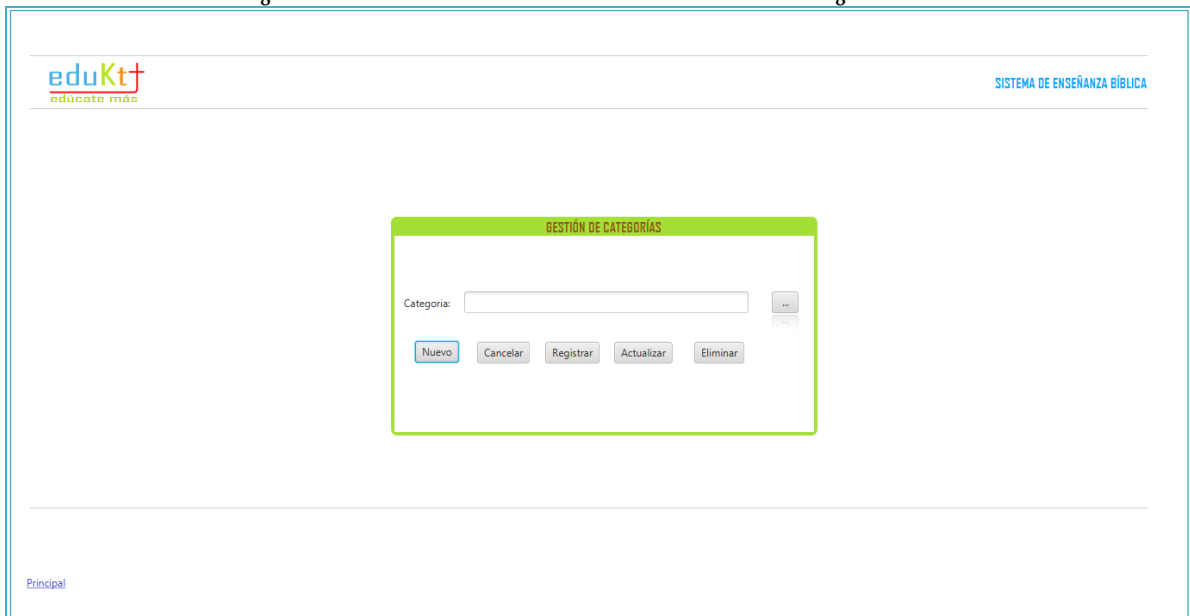 eduKt+
edúcate más
SISTEMA DE ENSEÑANZA BÍBLICA
GESTIÓN DE CATEGORÍAS
Categoria:
...
...
Nuevo Cancelar Registrar Actualizar Eliminar
Principal